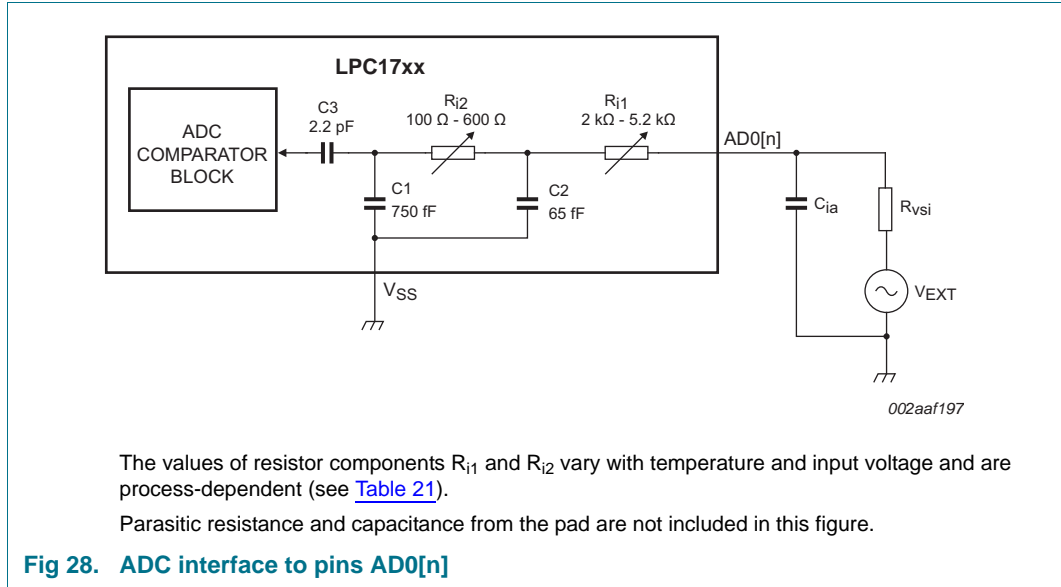 LPC17xx
ADC
COMPARATOR
BLOCK
C3
2.2 pF
Ri2
100 Ω - 600 Ω
Ri1
2 kΩ - 5.2 kΩ
AD0[n]
C1
750 fF
C2
65 fF
Cia
Rvsi
VSS
VEXT
002aaf197
The values of resistor components Ri1 and Ri2 vary with temperature and input voltage and are
process-dependent (see Table 21).
Parasitic resistance and capacitance from the pad are not included in this figure.
Fig 28. ADC interface to pins AD0[n]